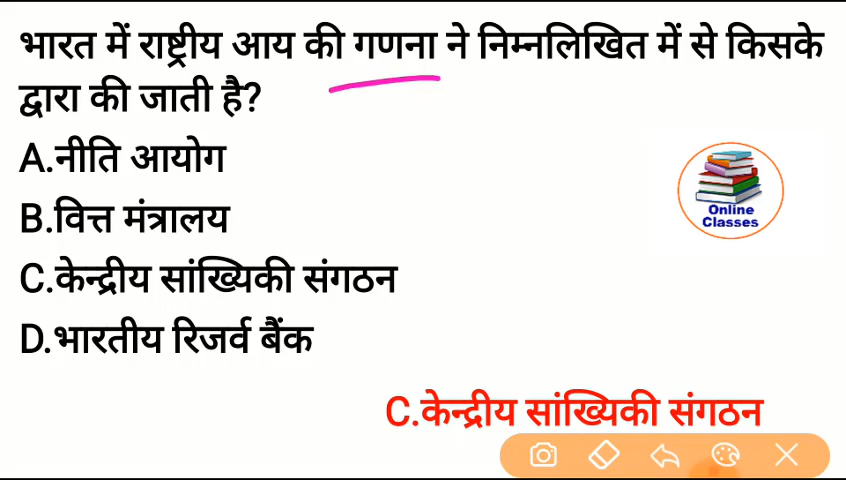 भारत में राष्ट्रीय आय की गणना ने निम्नलिखित में से किसके
द्वारा की जाती है?
A.नीति आयोग
B.वित्त मंत्रालय
C.केन्द्रीय सांख्यिकी संगठन
D.भारतीय रिजर्व बैंक
Online
Classes
C.केन्द्रीय सांख्यिकी संगठन